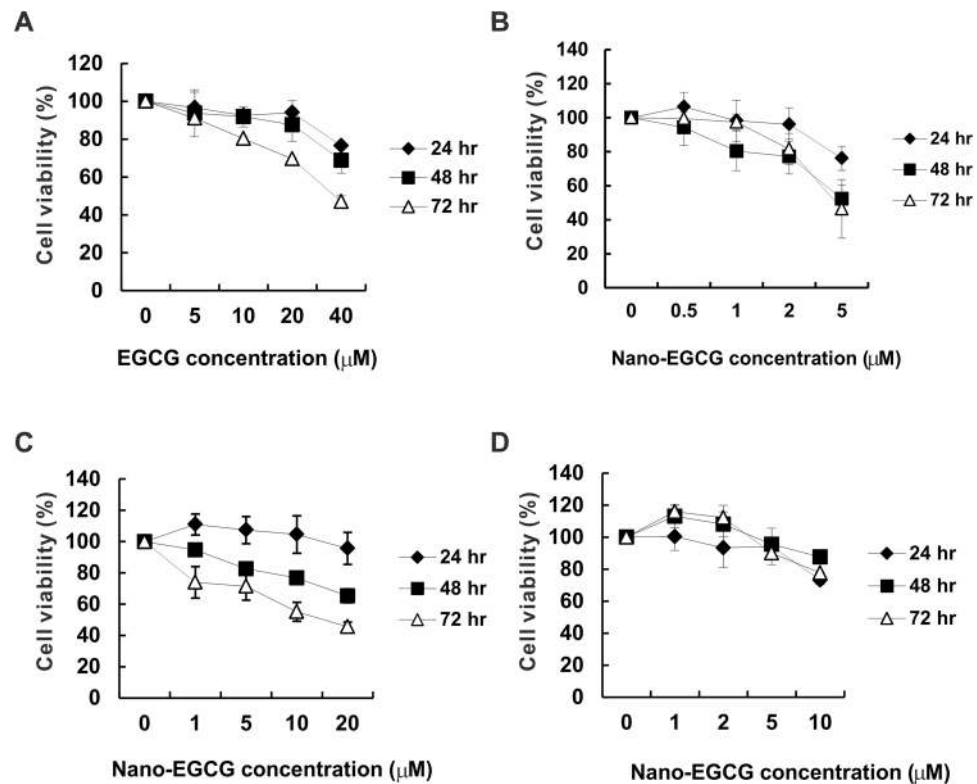 A
Cell viability (%)
120
100
80
60
40
20
0
0 5 10 20 40
EGCG concentration (μM)
24 hr
48 hr
72 hr
B
Cell viability (%)
140
120
100
80
60
40
20
0
0 0.5 1 2 5
Nano-EGCG concentration (μM)
24 hr
48 hr
72 hr
C
Cell viability (%)
140
120
100
80
60
40
20
0
0 1 5 10 20
Nano-EGCG concentration (μM)
24 hr
48 hr
72 hr
D
Cell viability (%)
140
120
100
80
60
40
20
0
0 1 2 5 10
Nano-EGCG concentration (μM)
24 hr
48 hr
72 hr